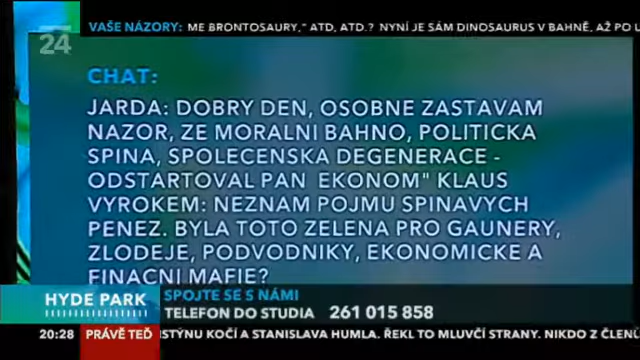 24
VAŠE NÁZORY: ME BRONTOSAURY," ATD, ATD.? NYNÍ JE SÁM DINOSAURUS V BAHNĚ, AŽ PO U
CHAT:
JARDA: DOBRY DEN, OSOBNE ZASTAVAM
NAZOR, ZE MORALNI BAHNO, POLITICKA
SPINA, SPOLECENSKA DEGENERACE -
ODSTARTOVAL PAN EKONOM" KLAUS
VYROKEM: NEZNAM POJMU SPINAVYCH
PENEZ. BYLA TOTO ZELENA PRO GAUNERY,
ZLODEJE, PODVODNIKY, EKONOMICKE A
FINACNI MAFIE?
HYDE PARK
SPOJTE SE S NÁMI
TELEFON DO STUDIA 261 015 858
20:28 PRÁVĚ TEĎ ISTÝNU KOČÍ A STANISLAVA HUMLA. ŘEKL TO MLUVČÍ STRANY. NIKDO Z ČLENŮ